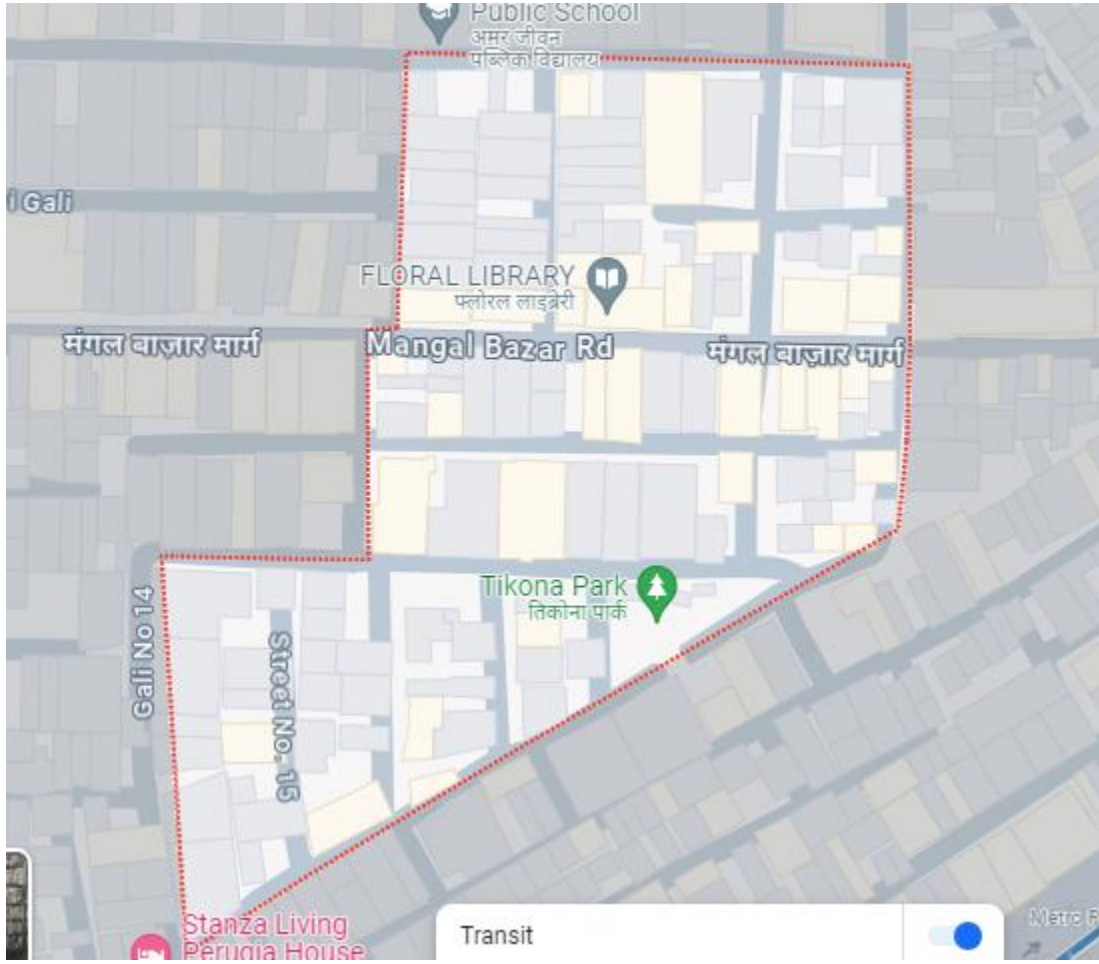 Public School
अमर जीवन
पब्लिक विद्यालय
i Gali
FLORAL LIBRARY
फ्लोरल लाइब्रेरी
मंगल बाज़ार मार्ग
Mangal Bazar Rd
मंगल बाज़ार मार्ग
Tikona Park
तिकोना पार्क
Gali No 14
Street No. 15
Stanza Living
Perugia House
Transit
Metro